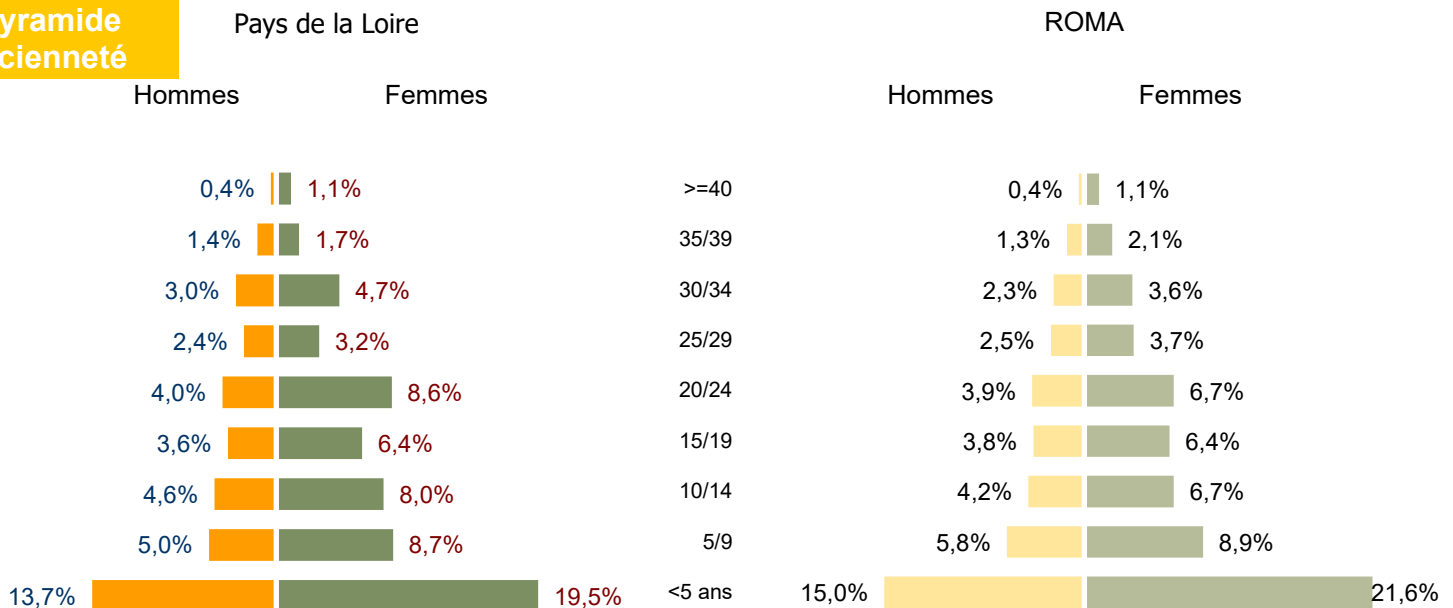 yramide
cienneté
Pays de la Loire
ROMA
Hommes Femmes Hommes Femmes
0,4% 1,1% >=40 0,4% 1,1%
1,4% 1,7% 35/39 1,3% 2,1%
3,0% 4,7% 30/34 2,3% 3,6%
2,4% 3,2% 25/29 2,5% 3,7%
4,0% 8,6% 20/24 3,9% 6,7%
3,6% 6,4% 15/19 3,8% 6,4%
4,6% 8,0% 10/14 4,2% 6,7%
5,0% 8,7% 5/9 5,8% 8,9%
13,7% 19,5% <5 ans 15,0% 21,6%